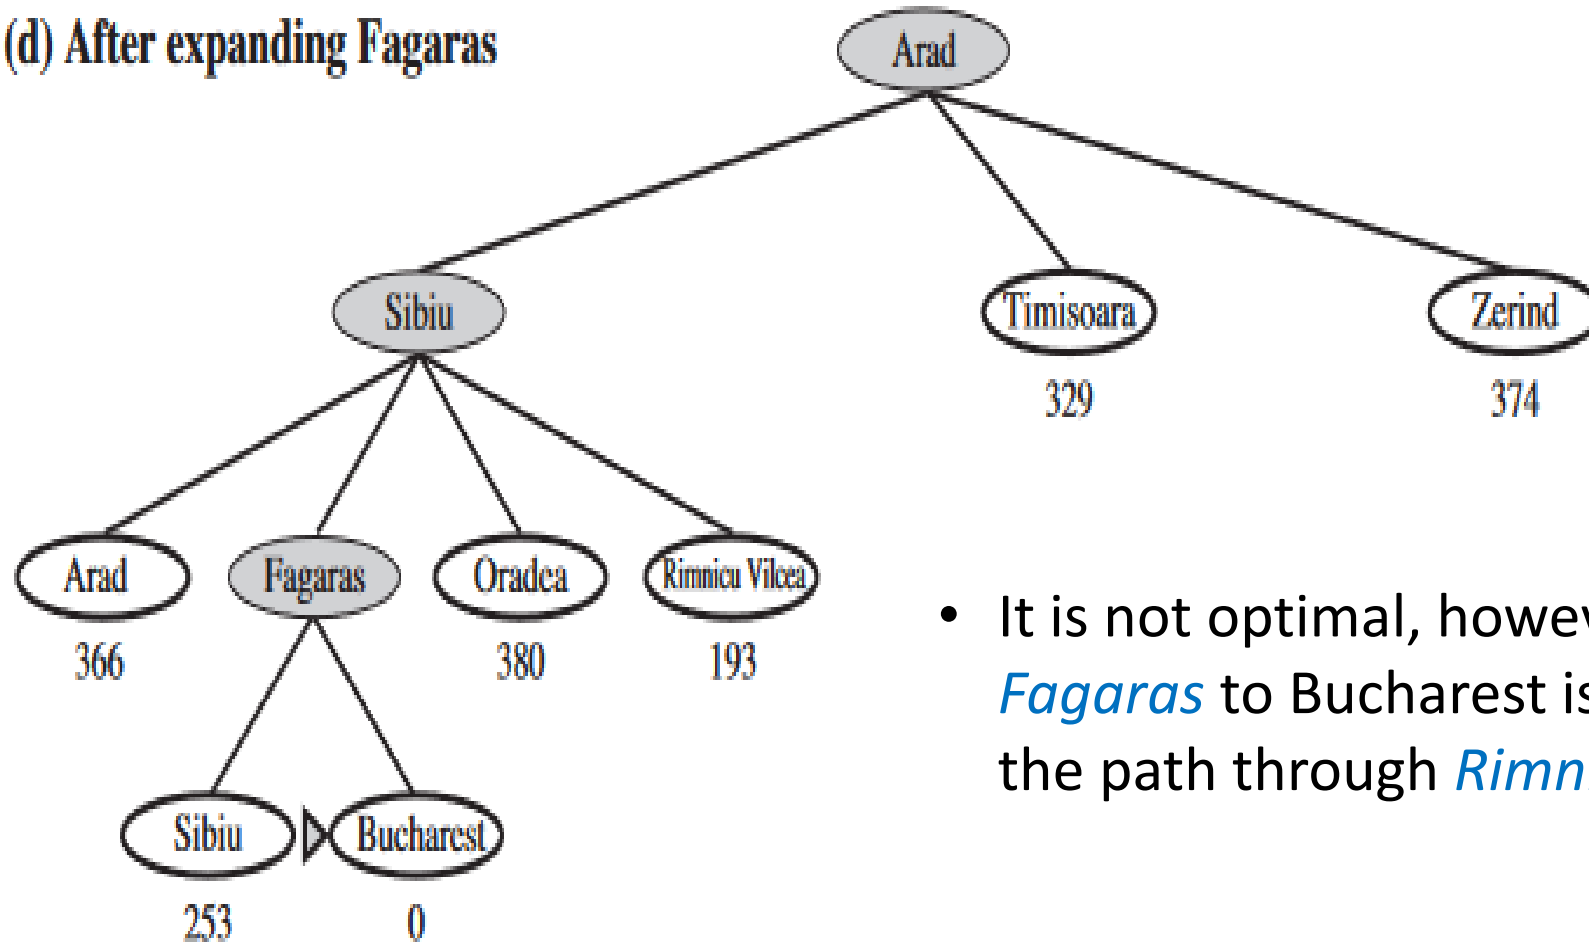 (d) After expanding Fagaras
Arad
Sibiu
Timisoara
Zerind
329
374
Arad
Fagaras
Oradea
Rimnicu Vilcea
366
380
193
• It is not optimal, howev
Fagaras to Bucharest is
the path through Rimn
Sibiu
Bucharest
253
0